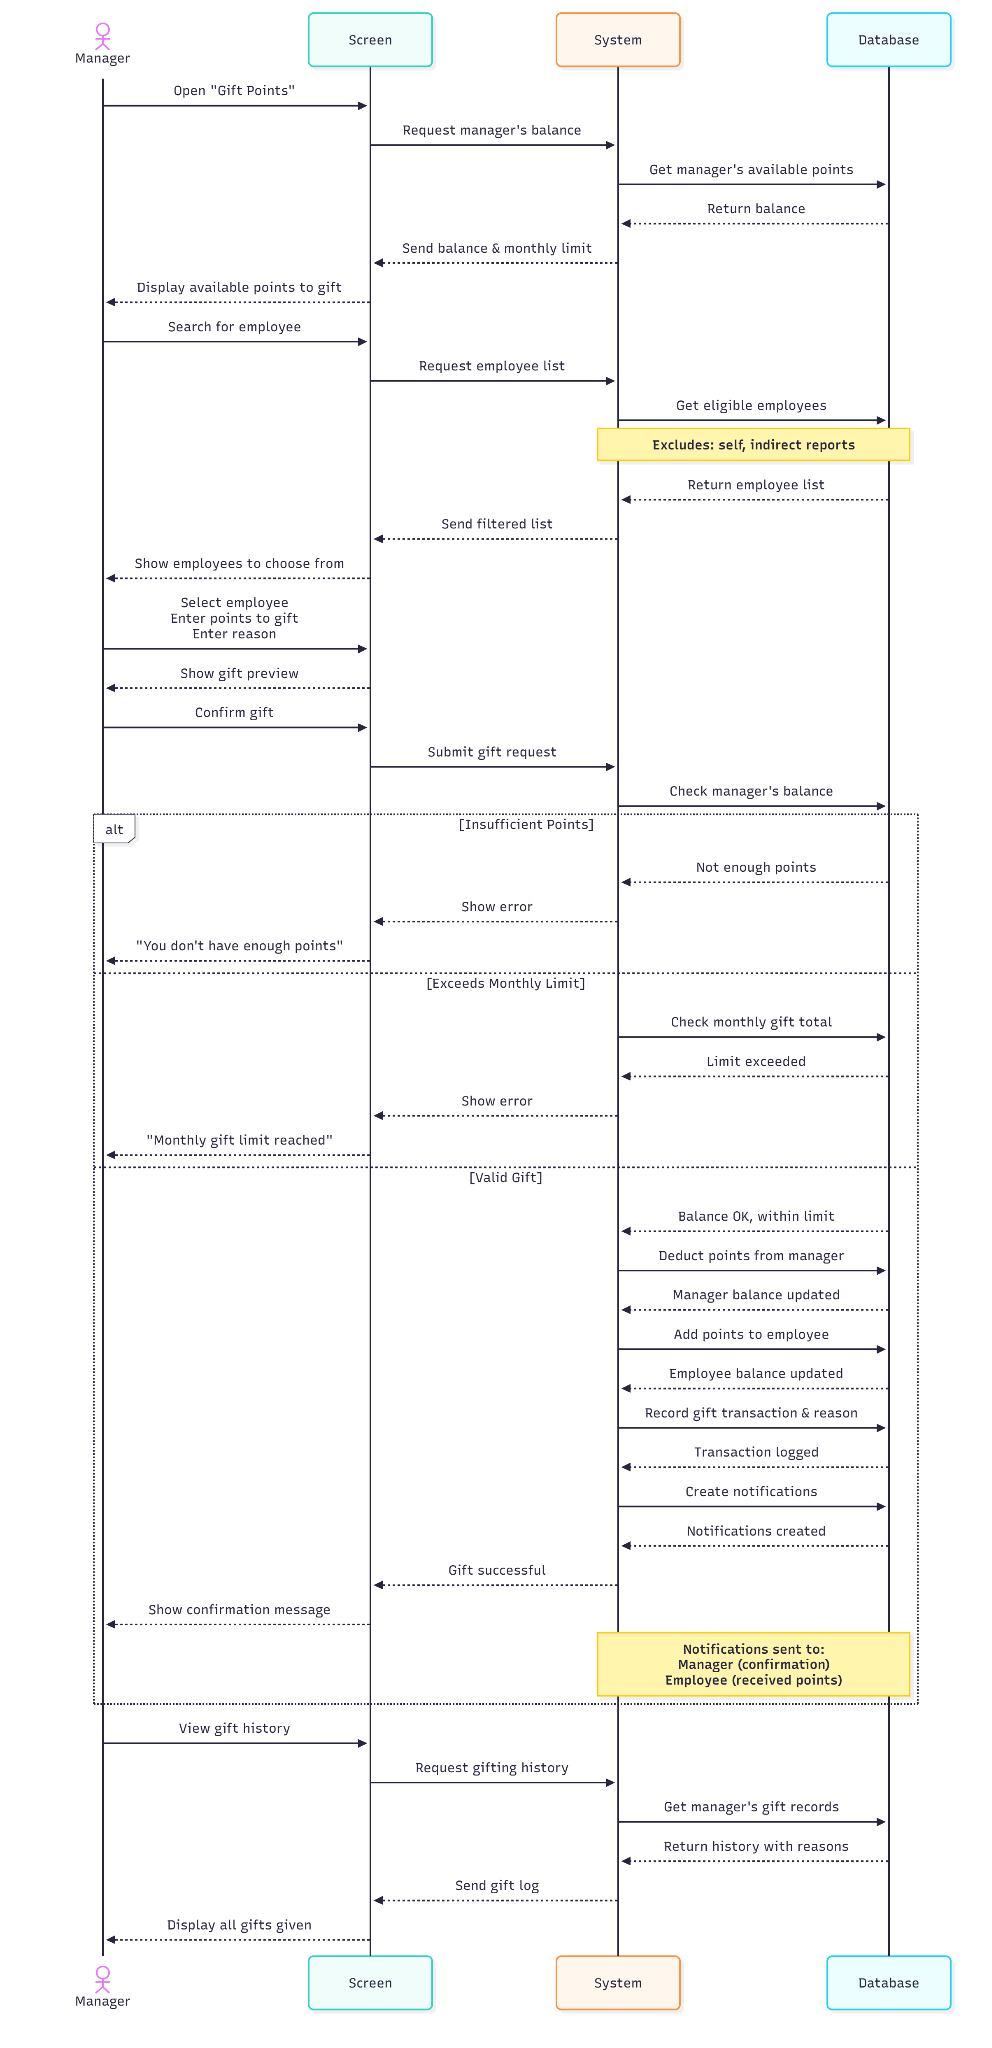 Manager
Screen
System
Database
Open "Gift Points"
Request manager's balance
Get manager's available points
Return balance
Send balance & monthly limit
Display available points to gift
Search for employee
Request employee list
Get eligible employees
Excludes: self, indirect reports
Return employee list
Send filtered list
Show employees to choose from
Select employee
Enter points to gift
Enter reason
Show gift preview
Confirm gift
Submit gift request
Check manager's balance
alt
[Insufficient Points]
Not enough points
Show error
"You don't have enough points"
[Exceeds Monthly Limit]
Check monthly gift total
Limit exceeded
Show error
"Monthly gift limit reached"
[Valid Gift]
Balance OK, within limit
Deduct points from manager
Manager balance updated
Add points to employee
Employee balance updated
Record gift transaction & reason
Transaction logged
Create notifications
Notifications created
Gift successful
Show confirmation message
Notifications sent to:
Manager (confirmation)
Employee (received points)
View gift history
Request gifting history
Get manager's gift records
Return history with reasons
Send gift log
Display all gifts given
Manager
Screen
System
Database